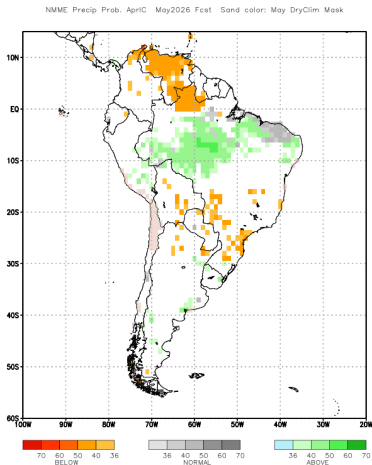 NMME Precip Prob. AprIC May2026 Fcst Sand color: May DryClim Mask
10N
EQ
10S
20S
30S
40S
50S
60S
100W 90W 80W 70W 60W 50W 40W 30W 20W
70 60 50 40 36 36 40 50 60 70 36 40 50 60 70
BELOW NORMAL ABOVE